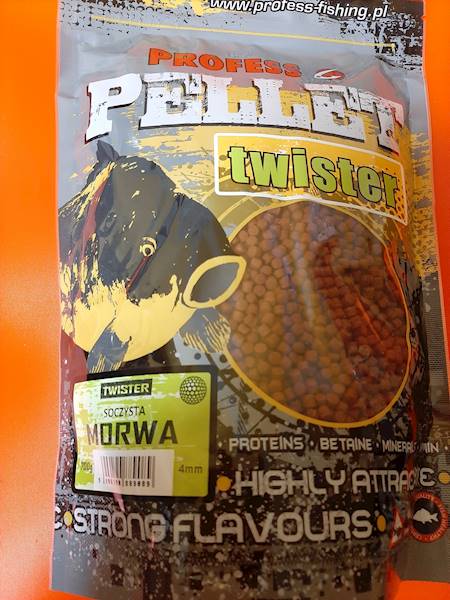 www.profess-fishing.pl
PROFESS
PELLET
twister
TWISTER
SOCZYSTA
MORWA
4mm
PROTEINS · BETAINE · MINERALS
HIGHLY ATTRACTIVE
STRONG FLAVOURS